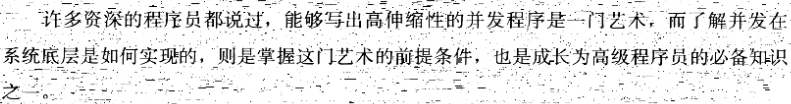 许多资深的程序员都说过，能够写出高伸缩性的并发程序是一门艺术，而了解并发在
系统底层是如何实现的，则是掌握这门艺术的前提条件，也是成长为高级程序员的必备知识
之一。